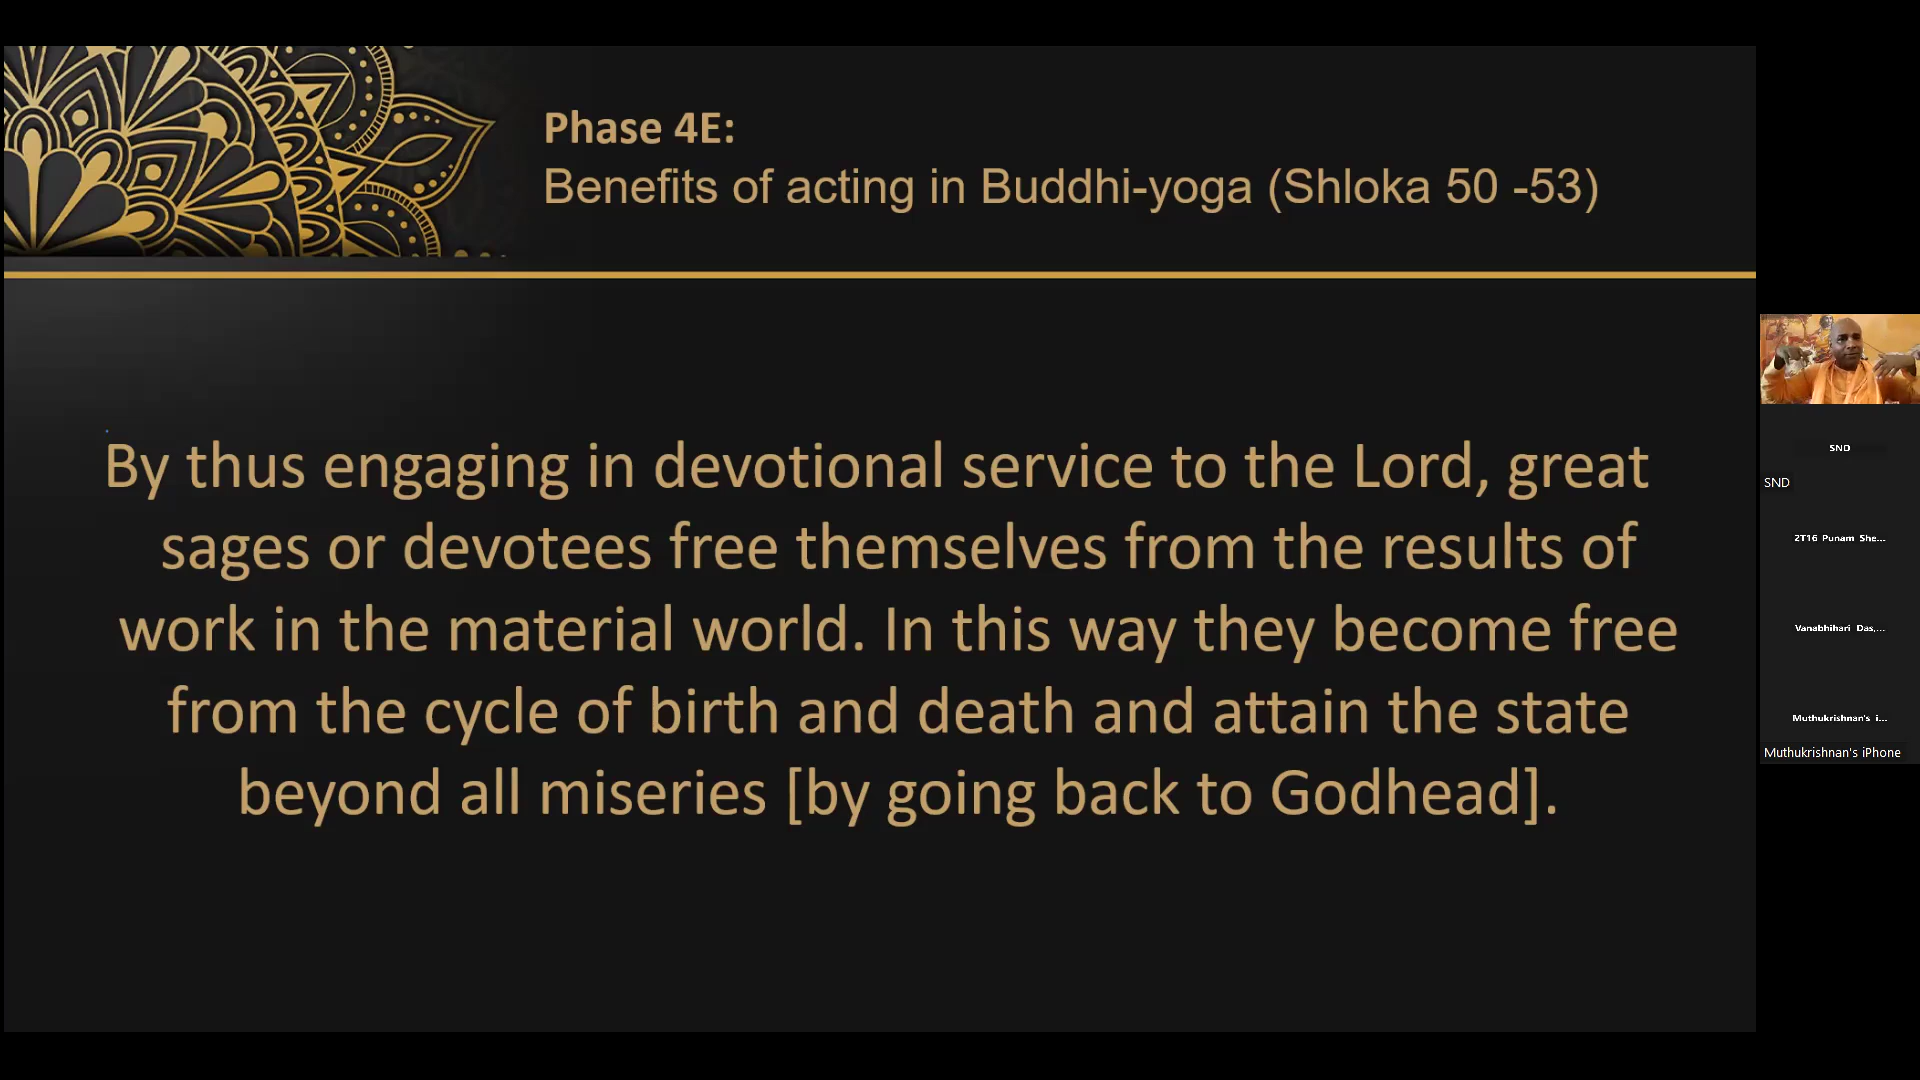 Phase 4E:
Benefits of acting in Buddhi-yoga (Shloka 50 -53)
By thus engaging in devotional service to the Lord, great
sages or devotees free themselves from the results of
work in the material world. In this way they become free
from the cycle of birth and death and attain the state
beyond all miseries [by going back to Godhead].
SND
SND
2T16 Punam She...
Vanabhihari Das,...
Muthukrishnan's i...
Muthukrishnan's iPhone